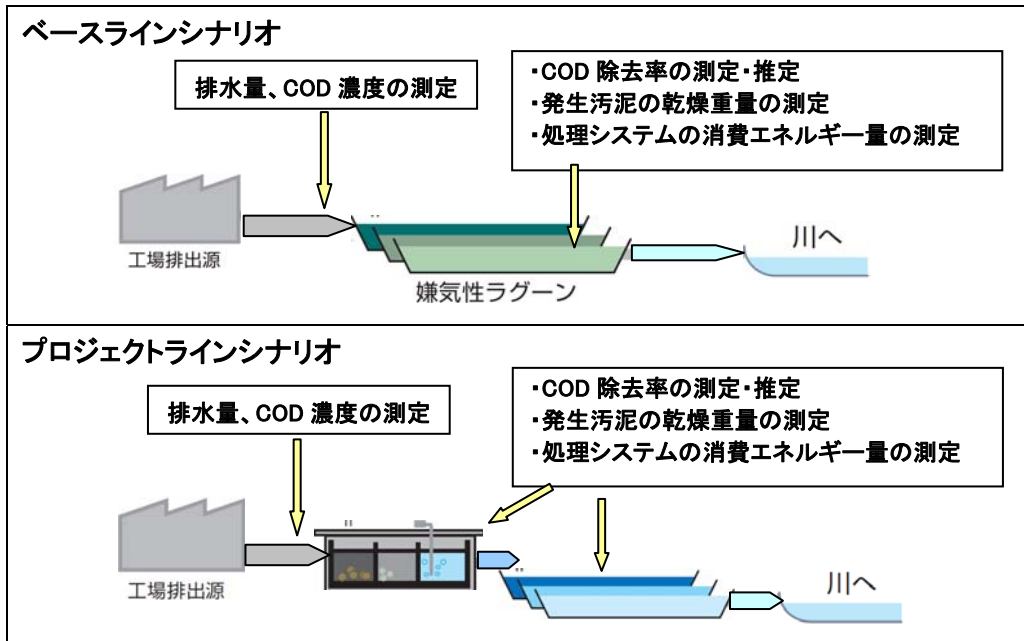 ベースラインシナリオ
排水量、COD 濃度の測定
・COD 除去率の測定・推定
・発生汚泥の乾燥重量の測定
・処理システムの消費エネルギー量の測定
工場排出源
嫌気性ラグーン
川へ
プロジェクトラインシナリオ
排水量、COD 濃度の測定
・COD 除去率の測定・推定
・発生汚泥の乾燥重量の測定
・処理システムの消費エネルギー量の測定
工場排出源
川へ